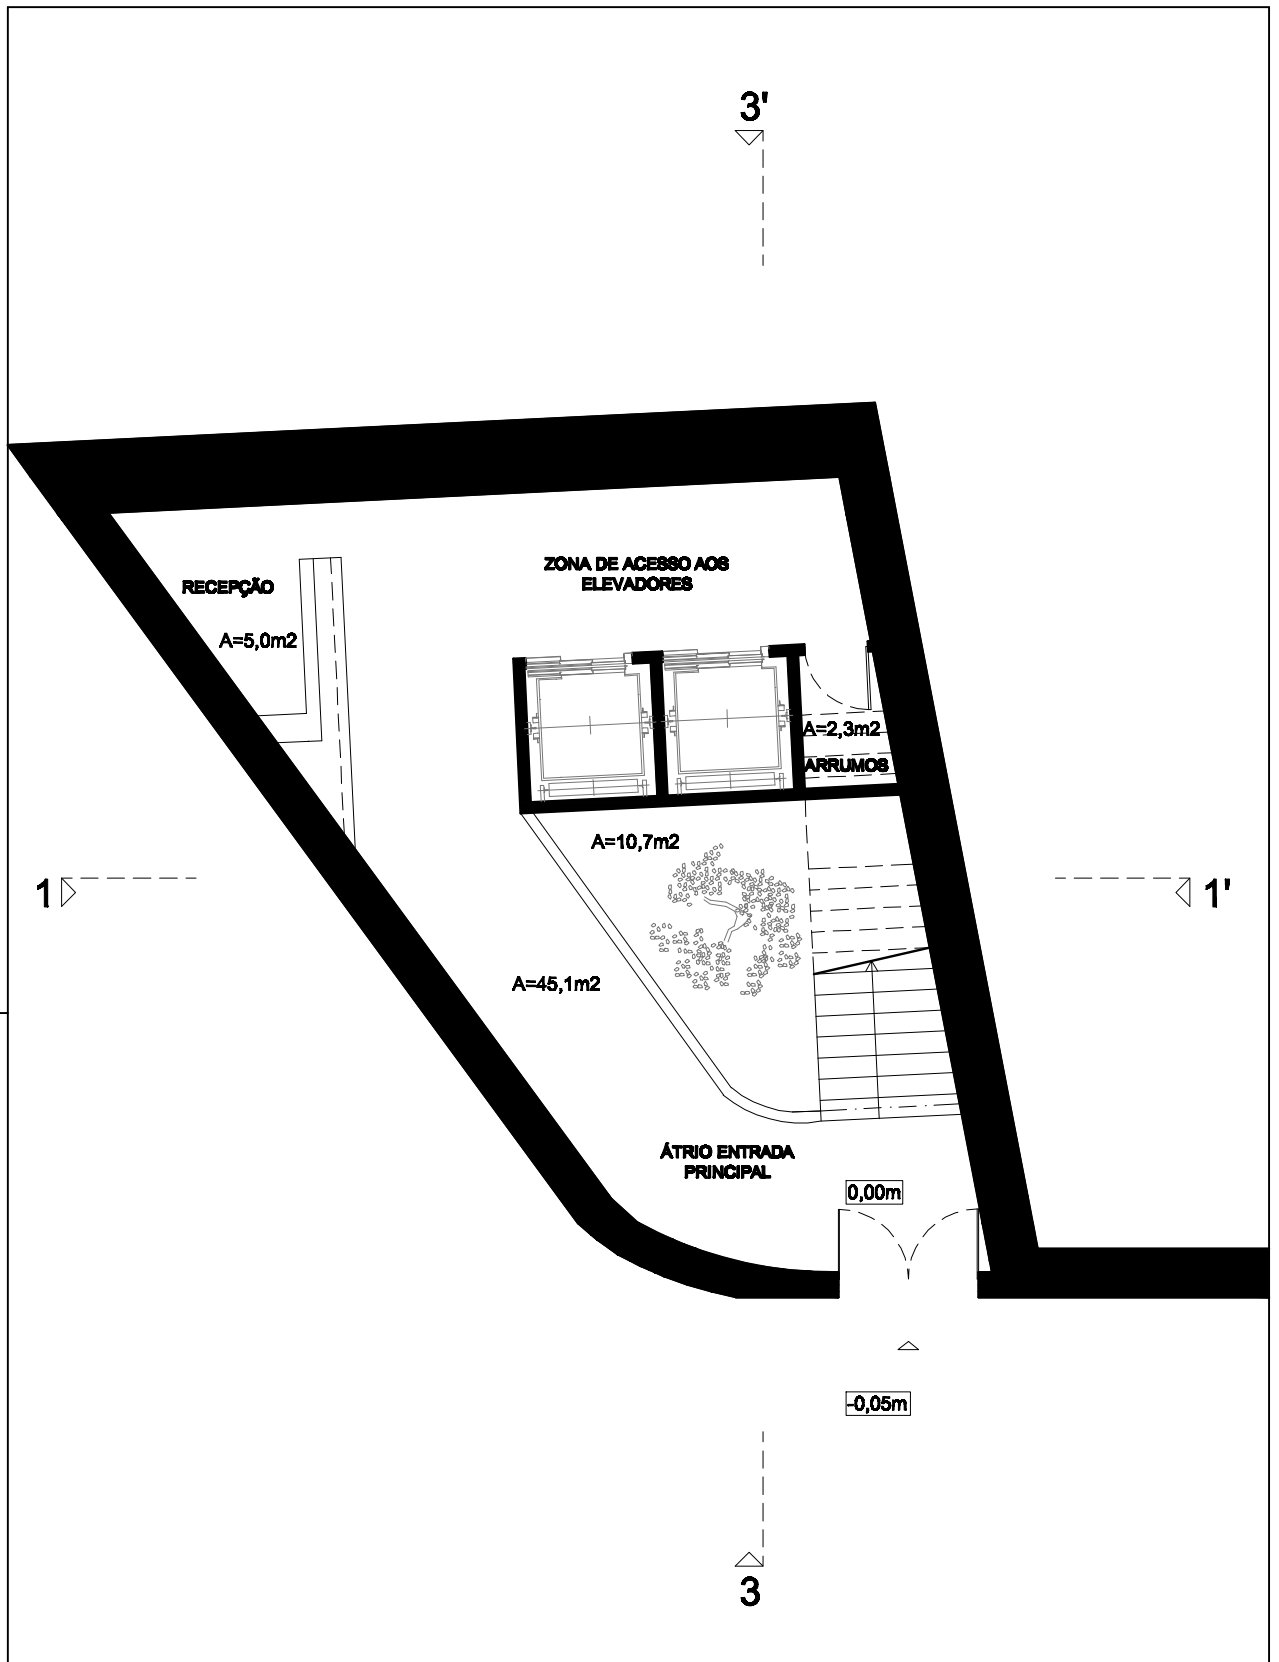 3'
ZONA DE ACESSO AOS
ELEVADORES
RECEPÇÃO
A=5,0m2
A=2,3m2
ARRUMOS
A=10,7m2
1
1'
A=45,1m2
ÁTRIO ENTRADA
PRINCIPAL
0,00m
-0,05m
3